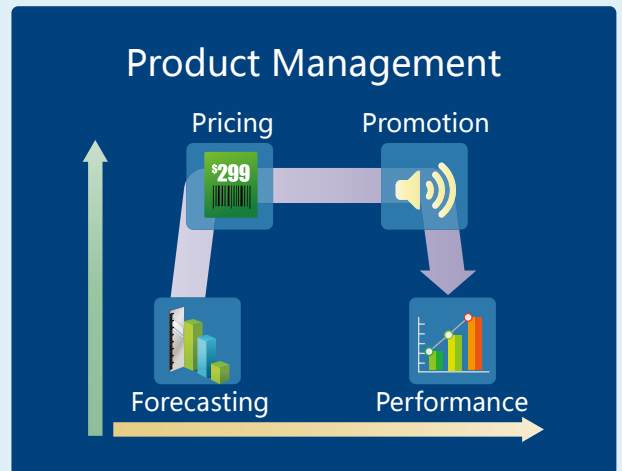 Product Management
Pricing
Promotion
$299
Forecasting
Performance